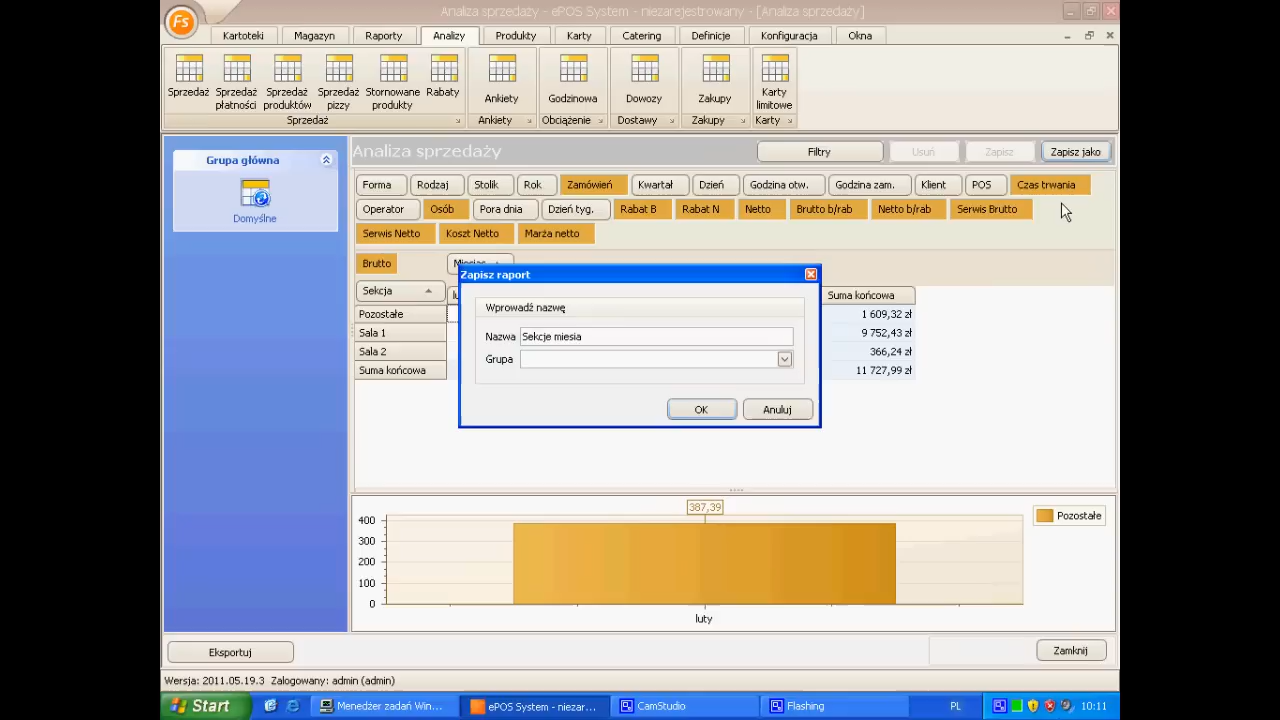 Analiza sprzedaży - ePOS System - niezarejestrowany - [Analiza sprzedaży]
Fs
Kartoteki Magazyn Raporty Analizy Produkty Karty Catering Definicje Konfiguracja Okna
Sprzedaż Sprzedaż płatności Sprzedaż produktów Sprzedaż pizzy Stornowane produkty Rabaty Ankiety Godzinowa Dowozy Zakupy Karty limitowe
Sprzedaż Ankiety Obciążenie Dostawy Zakupy Karty
Grupa główna
Domyślne
Analiza sprzedaży Filtry Usuń Zapisz Zapisz jako
Forma Rodzaj Stolik Rok Zamówień Kwartał Dzień Godzina otw. Godzina zam. Klient POS Czas trwania
Operator Osób Pora dnia Dzień tyg. Rabat B Rabat N Netto Brutto b/rab Netto b/rab Serwis Brutto
Serwis Netto Koszt Netto Marża netto
Brutto
Sekcja Suma końcowa
Pozostałe 1 609,32 zł
Sala 1 9 752,43 zł
Sala 2 366,24 zł
Suma końcowa 11 727,99 zł
Zapisz raport
Wprowadź nazwę
Nazwa Sekcje miesia
Grupa
OK Anuluj
387,39
400
300
200
100
0
luty
Pozostałe
Eksportuj Zamknij
Wersja: 2011.05.19.3 Zalogowany: admin (admin)
Start Menedżer zadań Win... ePOS System - niezar... CamStudio Flashing PL 10:11